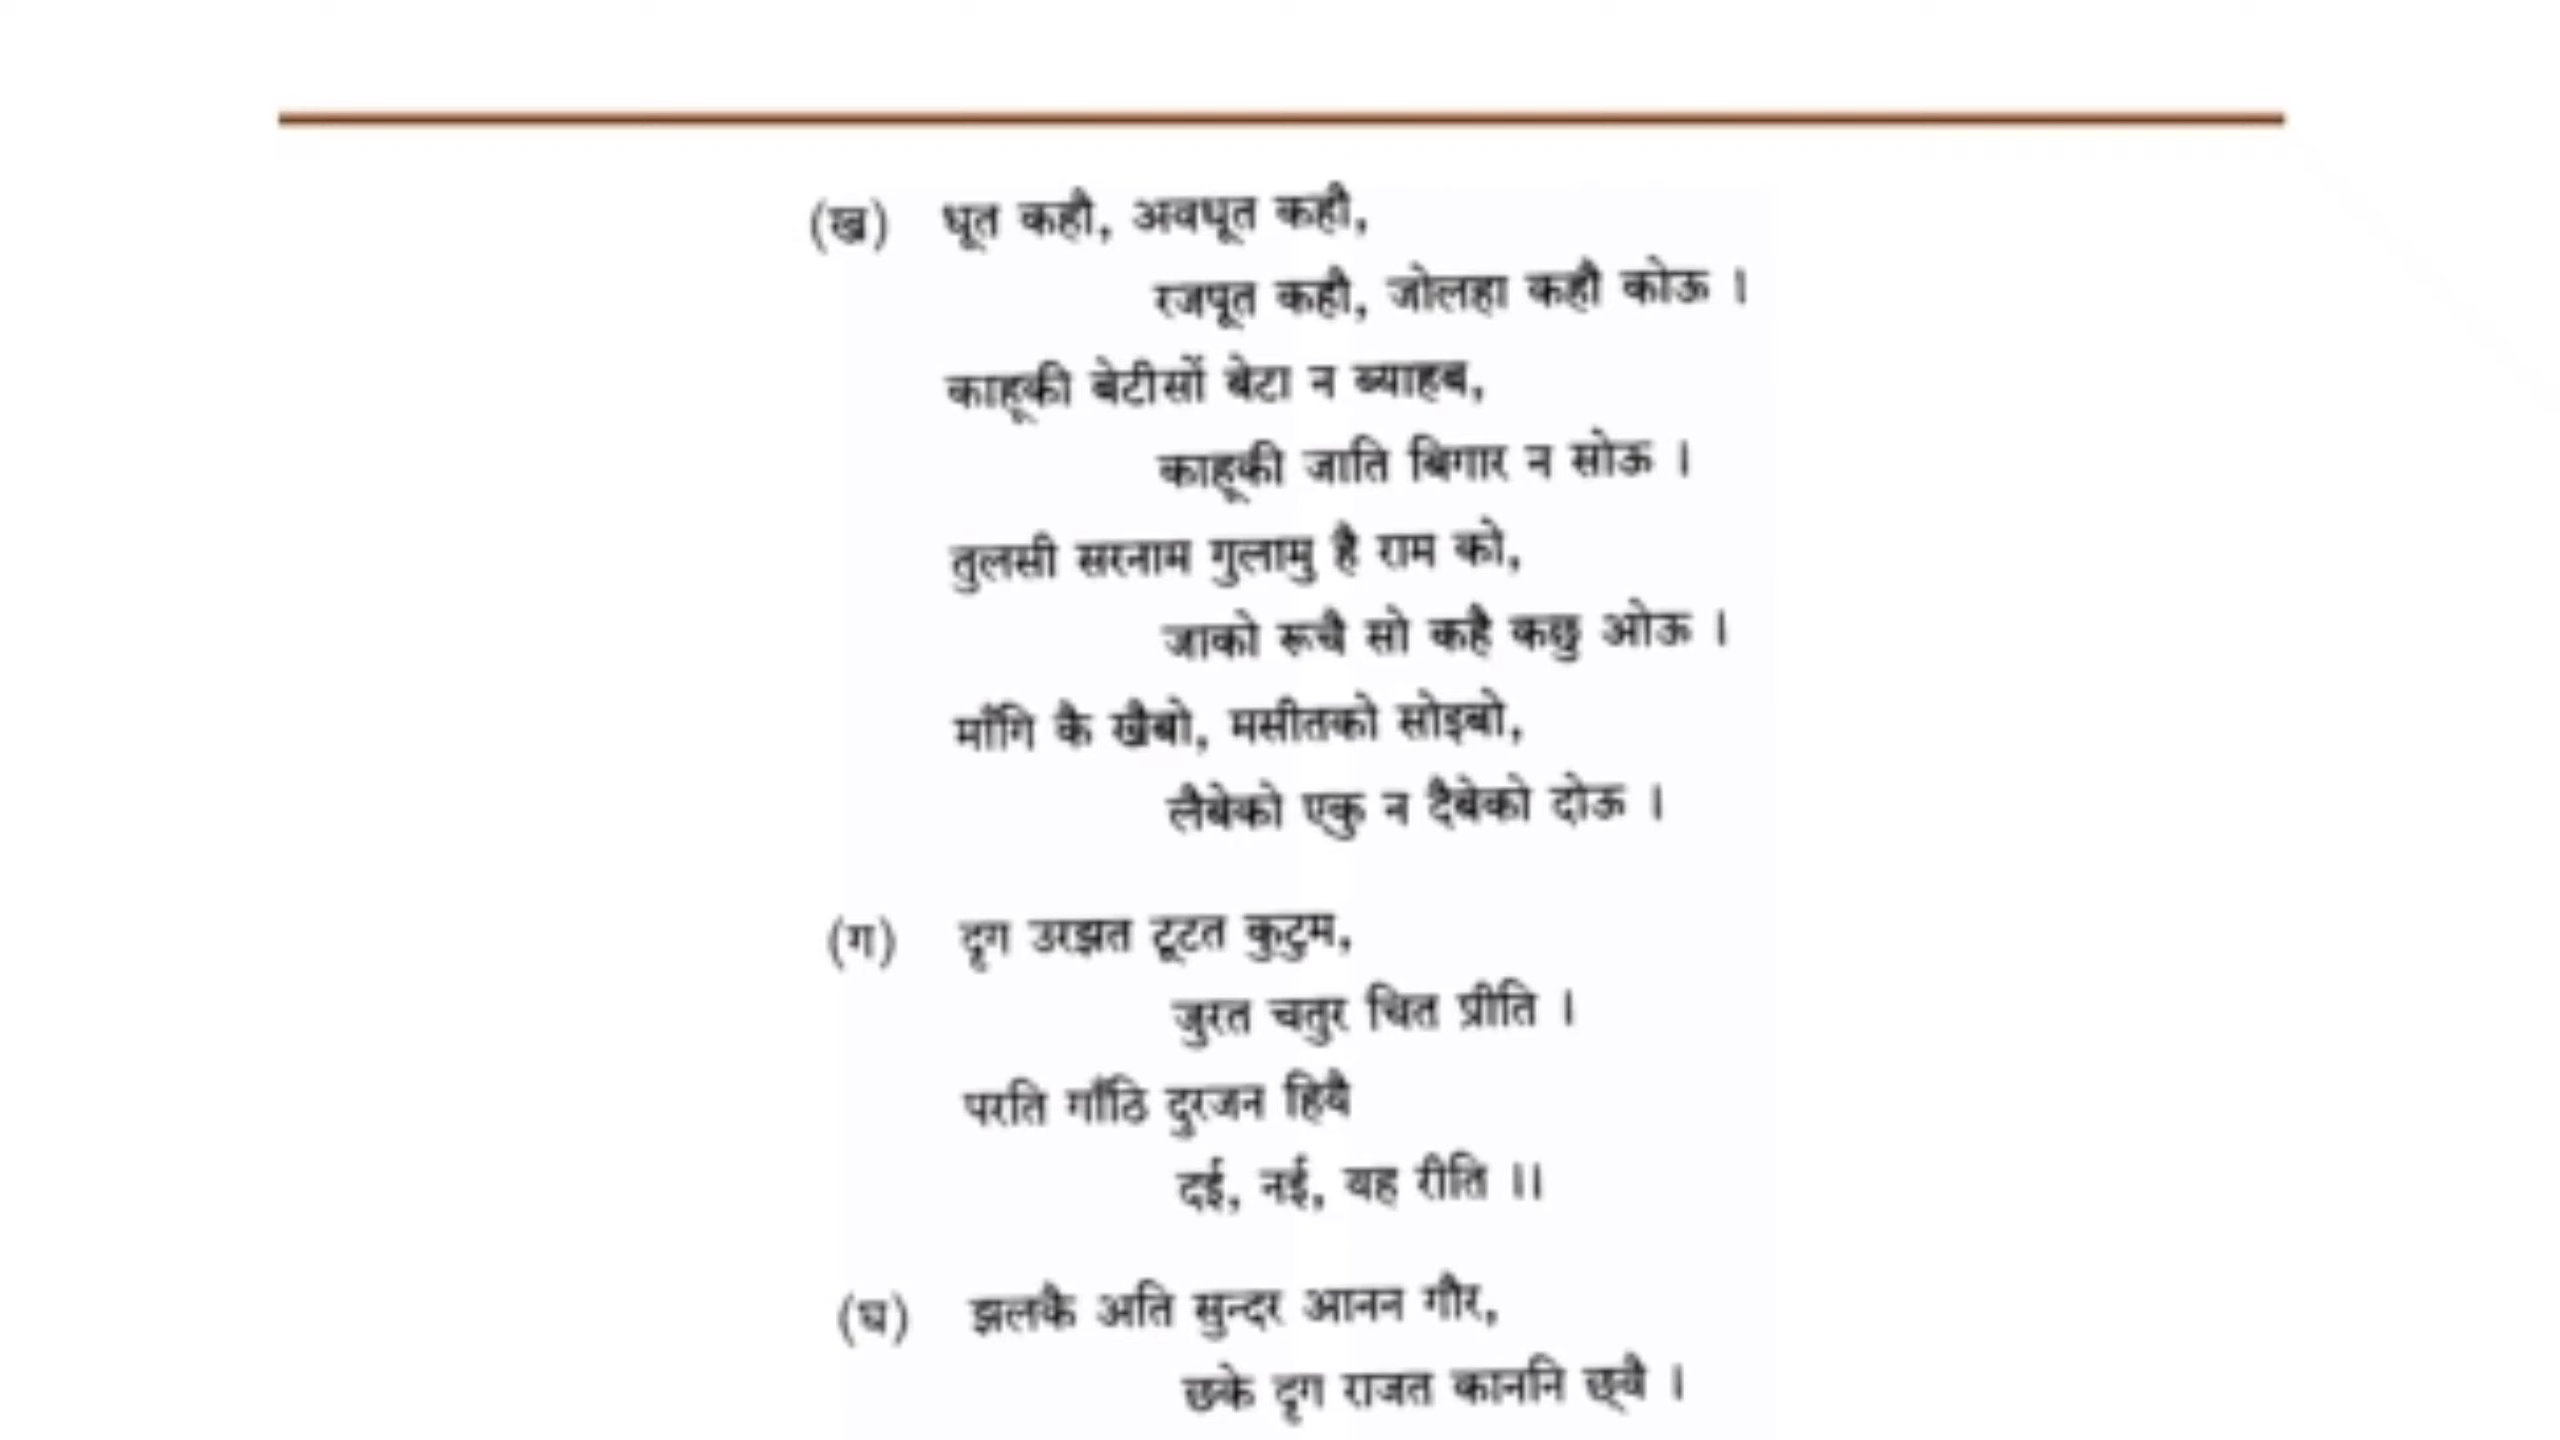 (ख) धूत कहौ, अवधूत कहौ,
रजपूत कहौ, जोलहा कहौ कोऊ ।
काहूकी बेटीसों बेटा न ब्याहब,
काहूकी जाति बिगार न सोऊ ।
तुलसी सरनाम गुलामु है राम को,
जाको रूचै सो कहै कछु ओऊ ।
माँगि कै खैबो, मसीतको सोइबो,
लैबेको एकु न दैबेको दोऊ ।
(ग) दृग उरझत टूटत कुटुम,
जुरत चतुर चित प्रीति ।
परति गाँठि दुरजन हियै
दई, नई, यह रीति ।।
(घ) झलकै अति सुन्दर आनन गौर,
छके दृग राजत काननि छ्वै ।